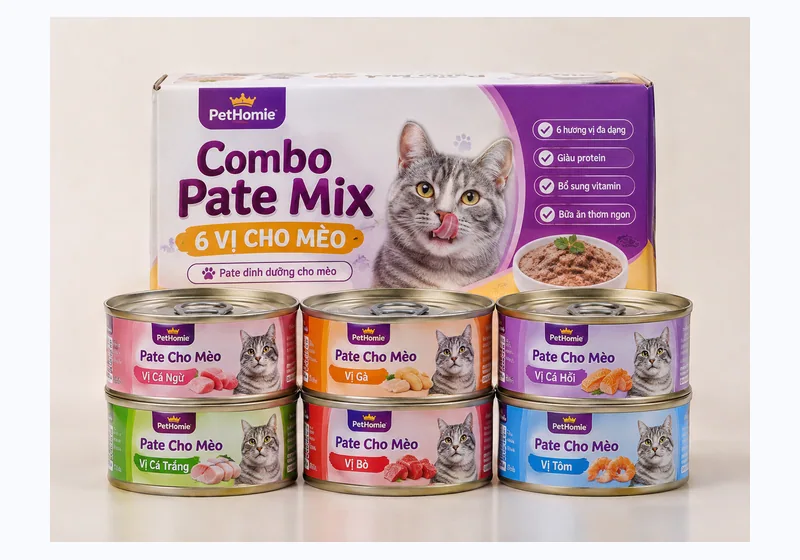 PetHomie
Combo
Pate Mix
6 VỊ CHO MÈO
Pate dinh dưỡng cho mèo
6 hương vị đa dạng
Giàu protein
Bổ sung vitamin
Bữa ăn thơm ngon
PetHomie
Pate Cho Mèo
Vị Cá Ngừ
PetHomie
Pate Cho Mèo
Vị Gà
PetHomie
Pate Cho Mèo
Vị Cá Hồi
PetHomie
Pate Cho Mèo
Vị Cá Trắng
PetHomie
Pate Cho Mèo
Vị Bò
PetHomie
Pate Cho Mèo
Vị Tôm